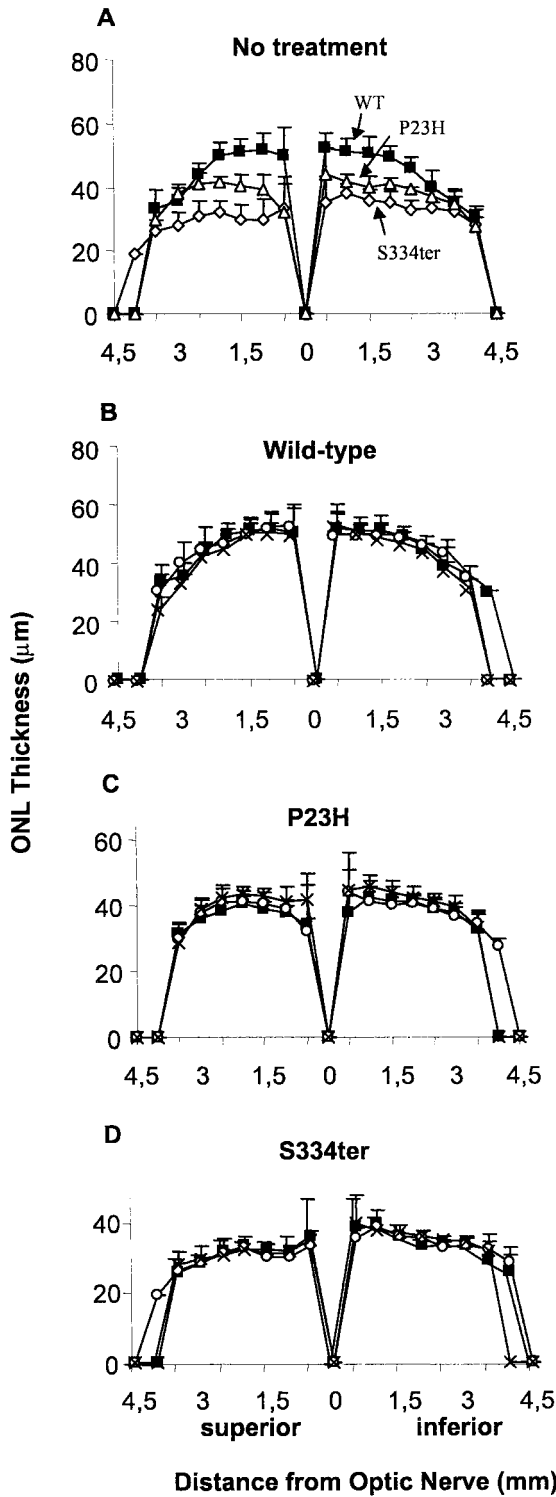 A
No treatment
80
60
40
20
0
WT
P23H
S334ter
4,5 3 1,5 0 1,5 3 4,5
B
Wild-type
80
60
40
20
0
4,5 3 1,5 0 1,5 3 4,5
ONL Thickness (μm)
C
P23H
60
40
20
0
4,5 3 1,5 0 1,5 3 4,5
D
S334ter
40
20
0
4,5 3 1,5 0 1,5 3 4,5
superior inferior
Distance from Optic Nerve (mm)